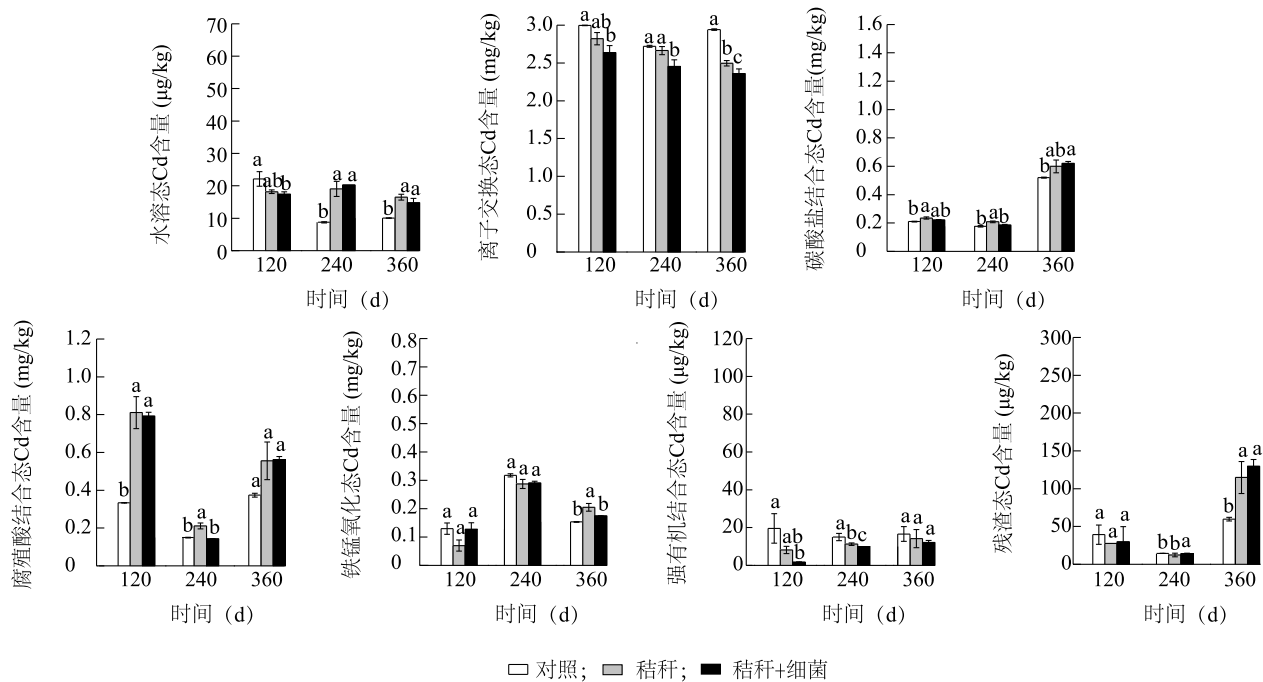 水溶态Cd含量 (μg/kg)
70
60
50
40
30
20
10
0
a
ab
b
b
a
a
b
a
a
120
240
360
时间（d）
离子交换态Cd含量 (mg/kg)
3.0
2.5
2.0
1.5
1.0
0.5
0
a
ab
b
a
a
b
a
b
c
120
240
360
时间（d）
碳酸盐结合态Cd含量(mg/kg)
1.6
1.4
1.2
1.0
0.8
0.6
0.4
0.2
0
b
a
ab
b
a
b
b
ab
a
120
240
360
时间（d）
腐殖酸结合态Cd含量 (mg/kg)
1.2
1.0
0.8
0.6
0.4
0.2
0
b
a
a
b
a
b
a
a
a
120
240
360
时间（d）
铁锰氧化态Cd含量 (mg/kg)
0.8
0.7
0.6
0.5
0.4
0.3
0.2
0.1
0
a
a
a
a
a
a
b
a
b
120
240
360
时间（d）
强有机结合态Cd含量 (μg/kg)
120
100
80
60
40
20
0
a
ab
b
a
b
c
a
a
a
120
240
360
时间（d）
残渣态Cd含量 (μg/kg)
300
250
200
150
100
50
0
a
a
a
b
b
a
b
a
a
120
240
360
时间（d）
对照； 秸秆； 秸秆+细菌